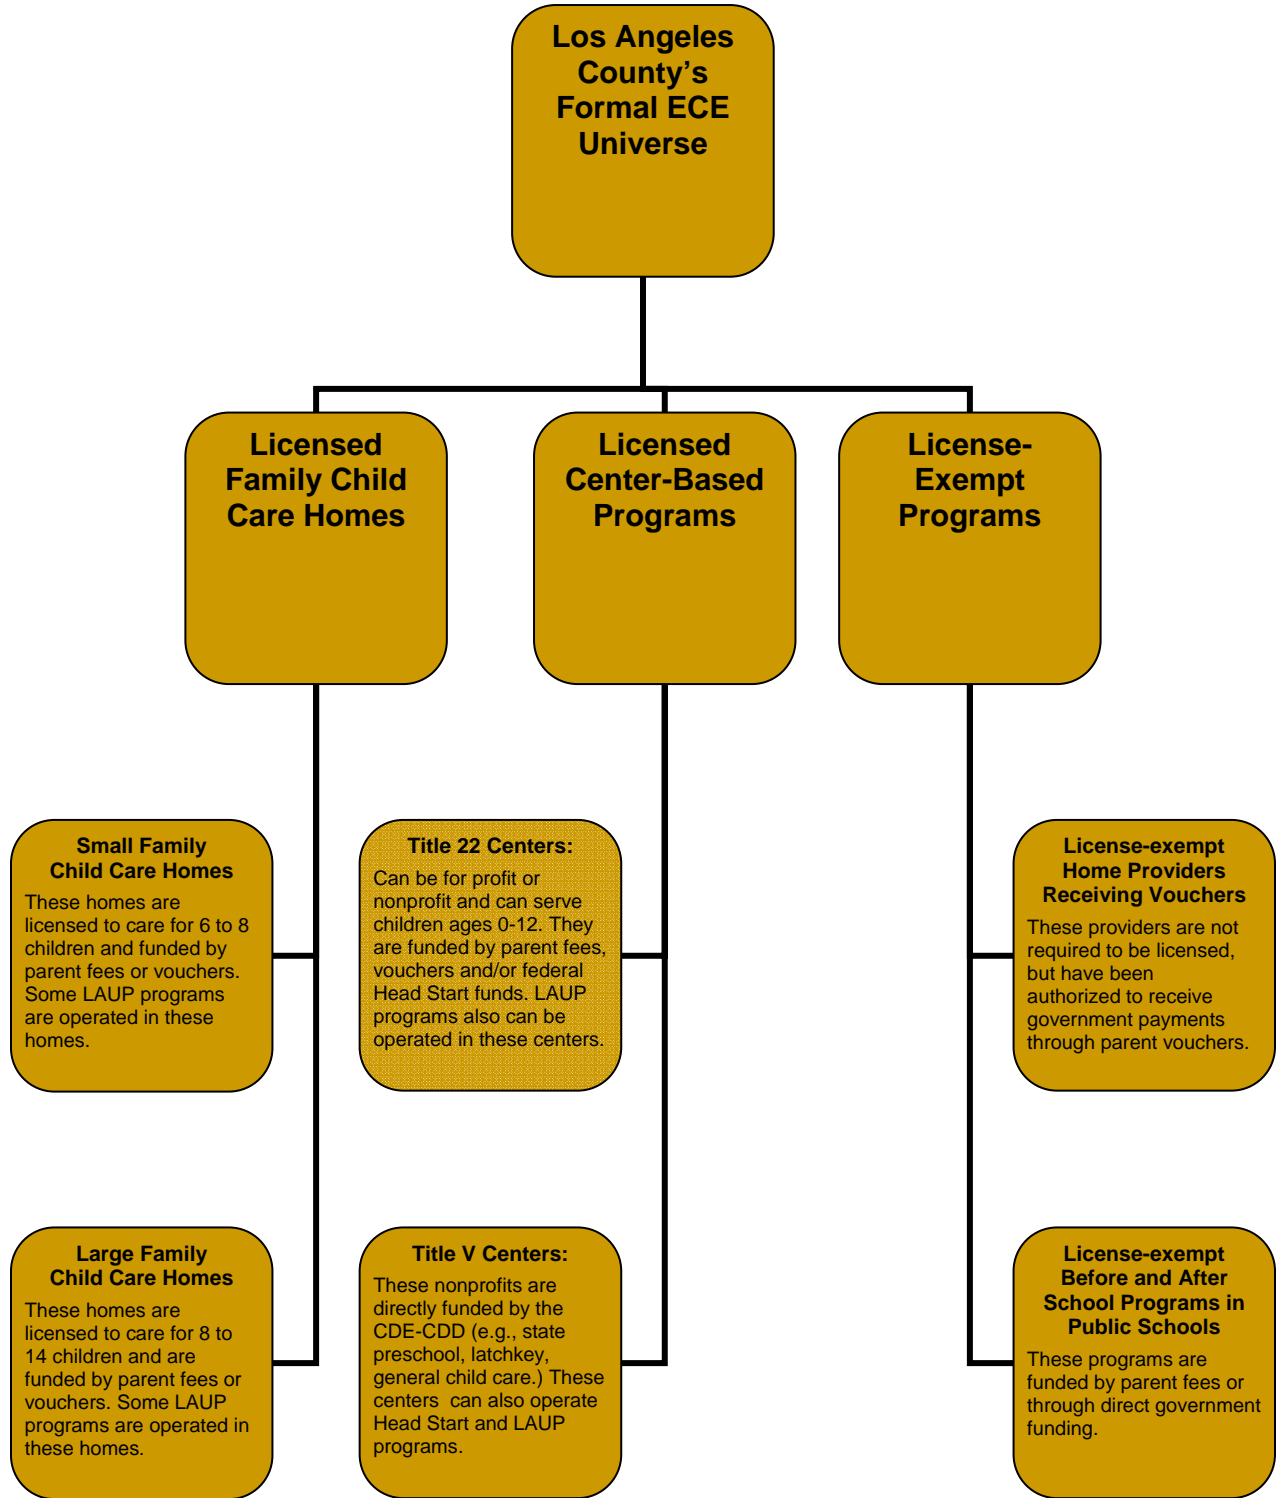 Los Angeles
County’s
Formal ECE
Universe
Licensed
Family Child
Care Homes
Licensed
Center-Based
Programs
License-
Exempt
Programs
Small Family
Child Care Homes
These homes are
licensed to care for 6 to 8
children and funded by
parent fees or vouchers.
Some LAUP programs
are operated in these
homes.
Title 22 Centers:
Can be for profit or
nonprofit and can serve
children ages 0-12. They
are funded by parent fees,
vouchers and/or federal
Head Start funds. LAUP
programs also can be
operated in these centers.
License-exempt
Home Providers
Receiving Vouchers
These providers are not
required to be licensed,
but have been
authorized to receive
government payments
through parent vouchers.
Large Family
Child Care Homes
These homes are
licensed to care for 8 to
14 children and are
funded by parent fees or
vouchers. Some LAUP
programs are operated in
these homes.
Title V Centers:
These nonprofits are
directly funded by the
CDE-CDD (e.g., state
preschool, latchkey,
general child care.) These
centers  can also operate
Head Start and LAUP
programs.
License-exempt
Before and After
School Programs in
Public Schools
These programs are
funded by parent fees or
through direct government
funding.